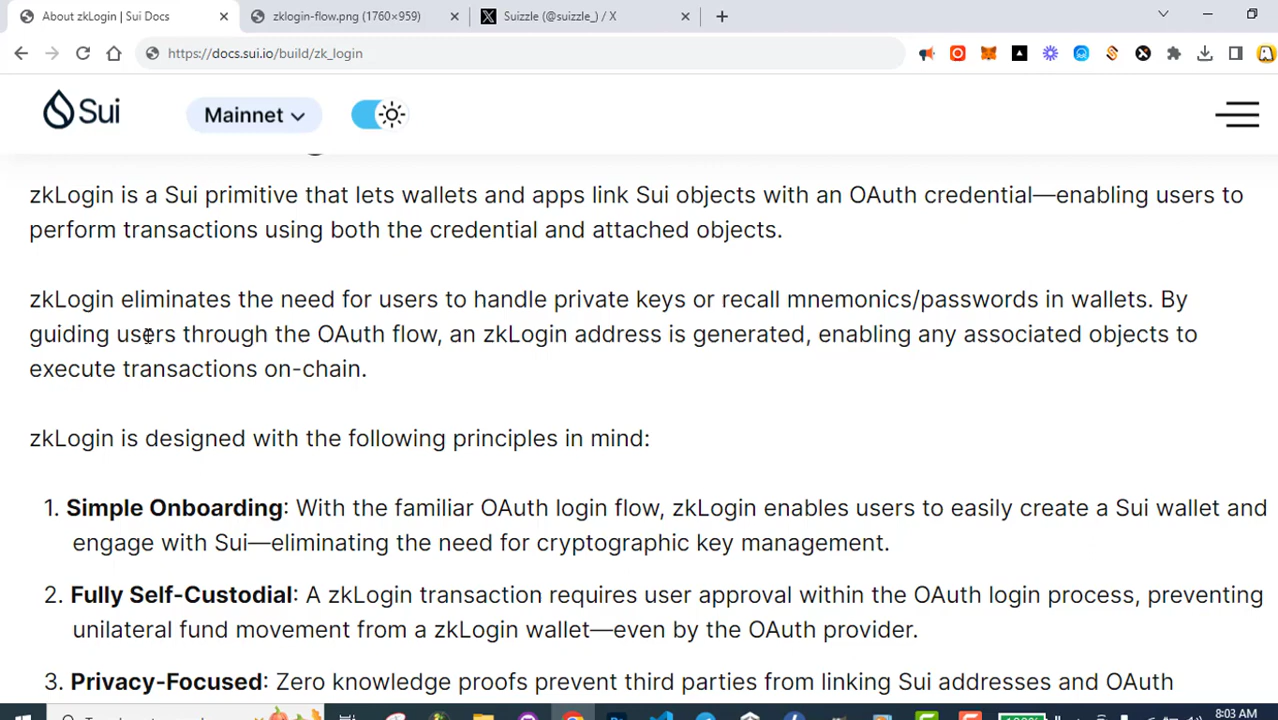 About zkLogin | Sui Docs
zklogin-flow.png (1760×959)
Suizzle (@suizzle_) / X
https://docs.sui.io/build/zk_login
Sui
Mainnet
zkLogin is a Sui primitive that lets wallets and apps link Sui objects with an OAuth credential—enabling users to
perform transactions using both the credential and attached objects.
zkLogin eliminates the need for users to handle private keys or recall mnemonics/passwords in wallets. By
guiding users through the OAuth flow, an zkLogin address is generated, enabling any associated objects to
execute transactions on-chain.
zkLogin is designed with the following principles in mind:
1. Simple Onboarding: With the familiar OAuth login flow, zkLogin enables users to easily create a Sui wallet and
engage with Sui—eliminating the need for cryptographic key management.
2. Fully Self-Custodial: A zkLogin transaction requires user approval within the OAuth login process, preventing
unilateral fund movement from a zkLogin wallet—even by the OAuth provider.
3. Privacy-Focused: Zero knowledge proofs prevent third parties from linking Sui addresses and OAuth
8:03 AM